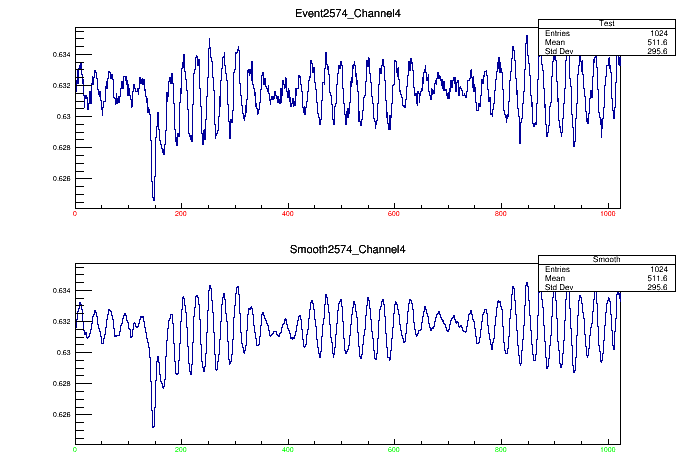 Event2574_Channel4
Test
Entries 1024
Mean 511.6
Std Dev 295.6
0.634
0.632
0.63
0.628
0.626
0 200 400 600 800 1000
Smooth2574_Channel4
Smooth
Entries 1024
Mean 511.6
Std Dev 295.6
0.634
0.632
0.63
0.628
0.626
0 200 400 600 800 1000